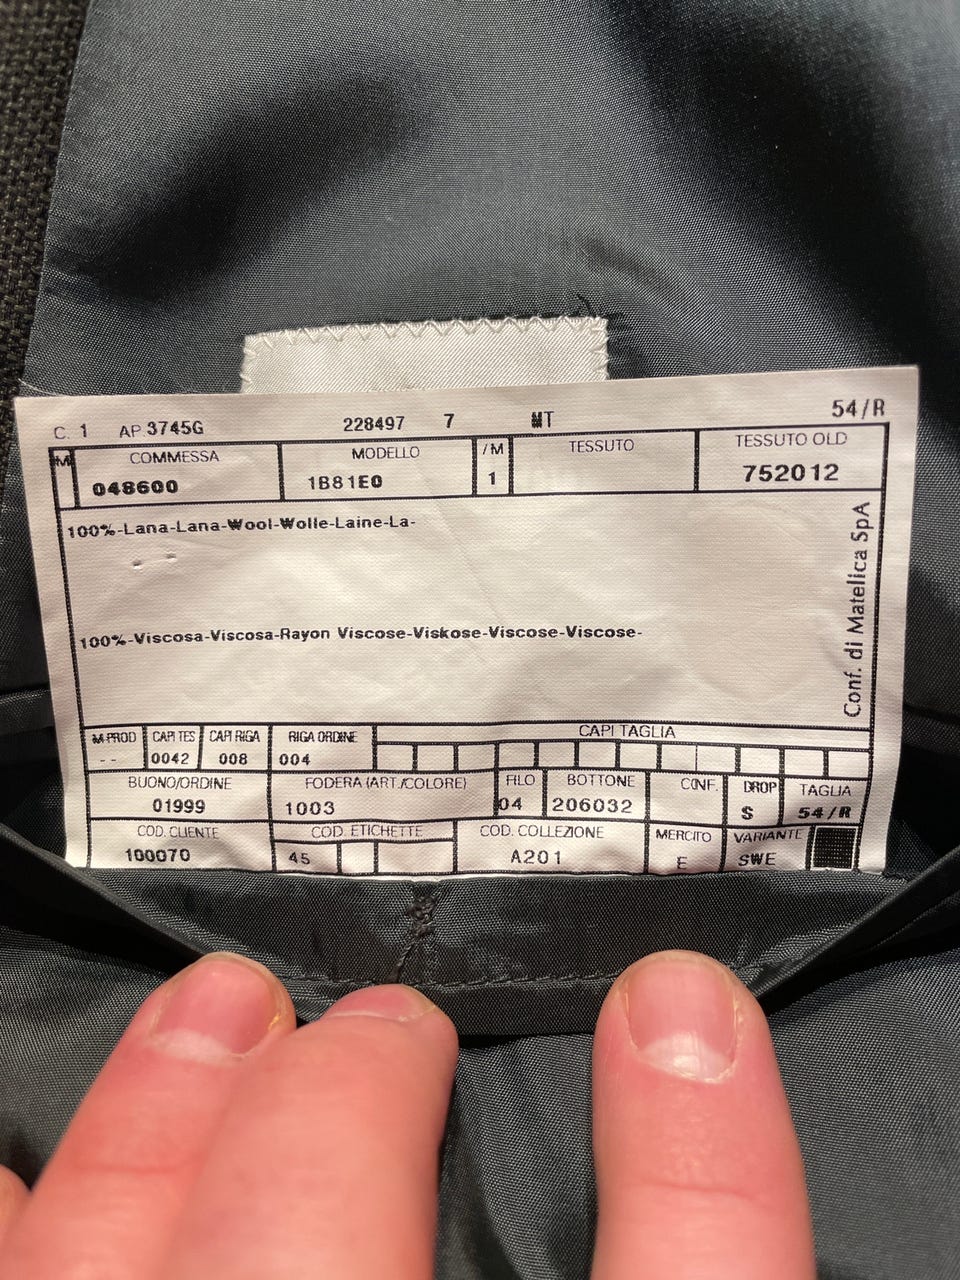 C. 1 AP. 3745G 228497 7 MT 54/R
M COMMESSA MODELLO /M TESSUTO TESSUTO OLD
048600 1B81E0 1 752012
100%-Lana-Lana-Wool-Wolle-Laine-La-
100%-Viscosa-Viscosa-Rayon Viscose-Viskose-Viscose-Viscose-
Conf. di Matelica SpA
M-PROD CAPI TES CAPI RIGA RIGA ORDINE CAPI TAGLIA
-- 0042 008 004
BUONO/ORDINE FODERA (ART./COLORE) FILO BOTTONE CONF. DROP TAGLIA
01999 1003 04 206032 S 54/R
COD. CLIENTE COD. ETICHETTE COD. COLLEZIONE MERCITO VARIANTE
100070 45 A201 E SWE